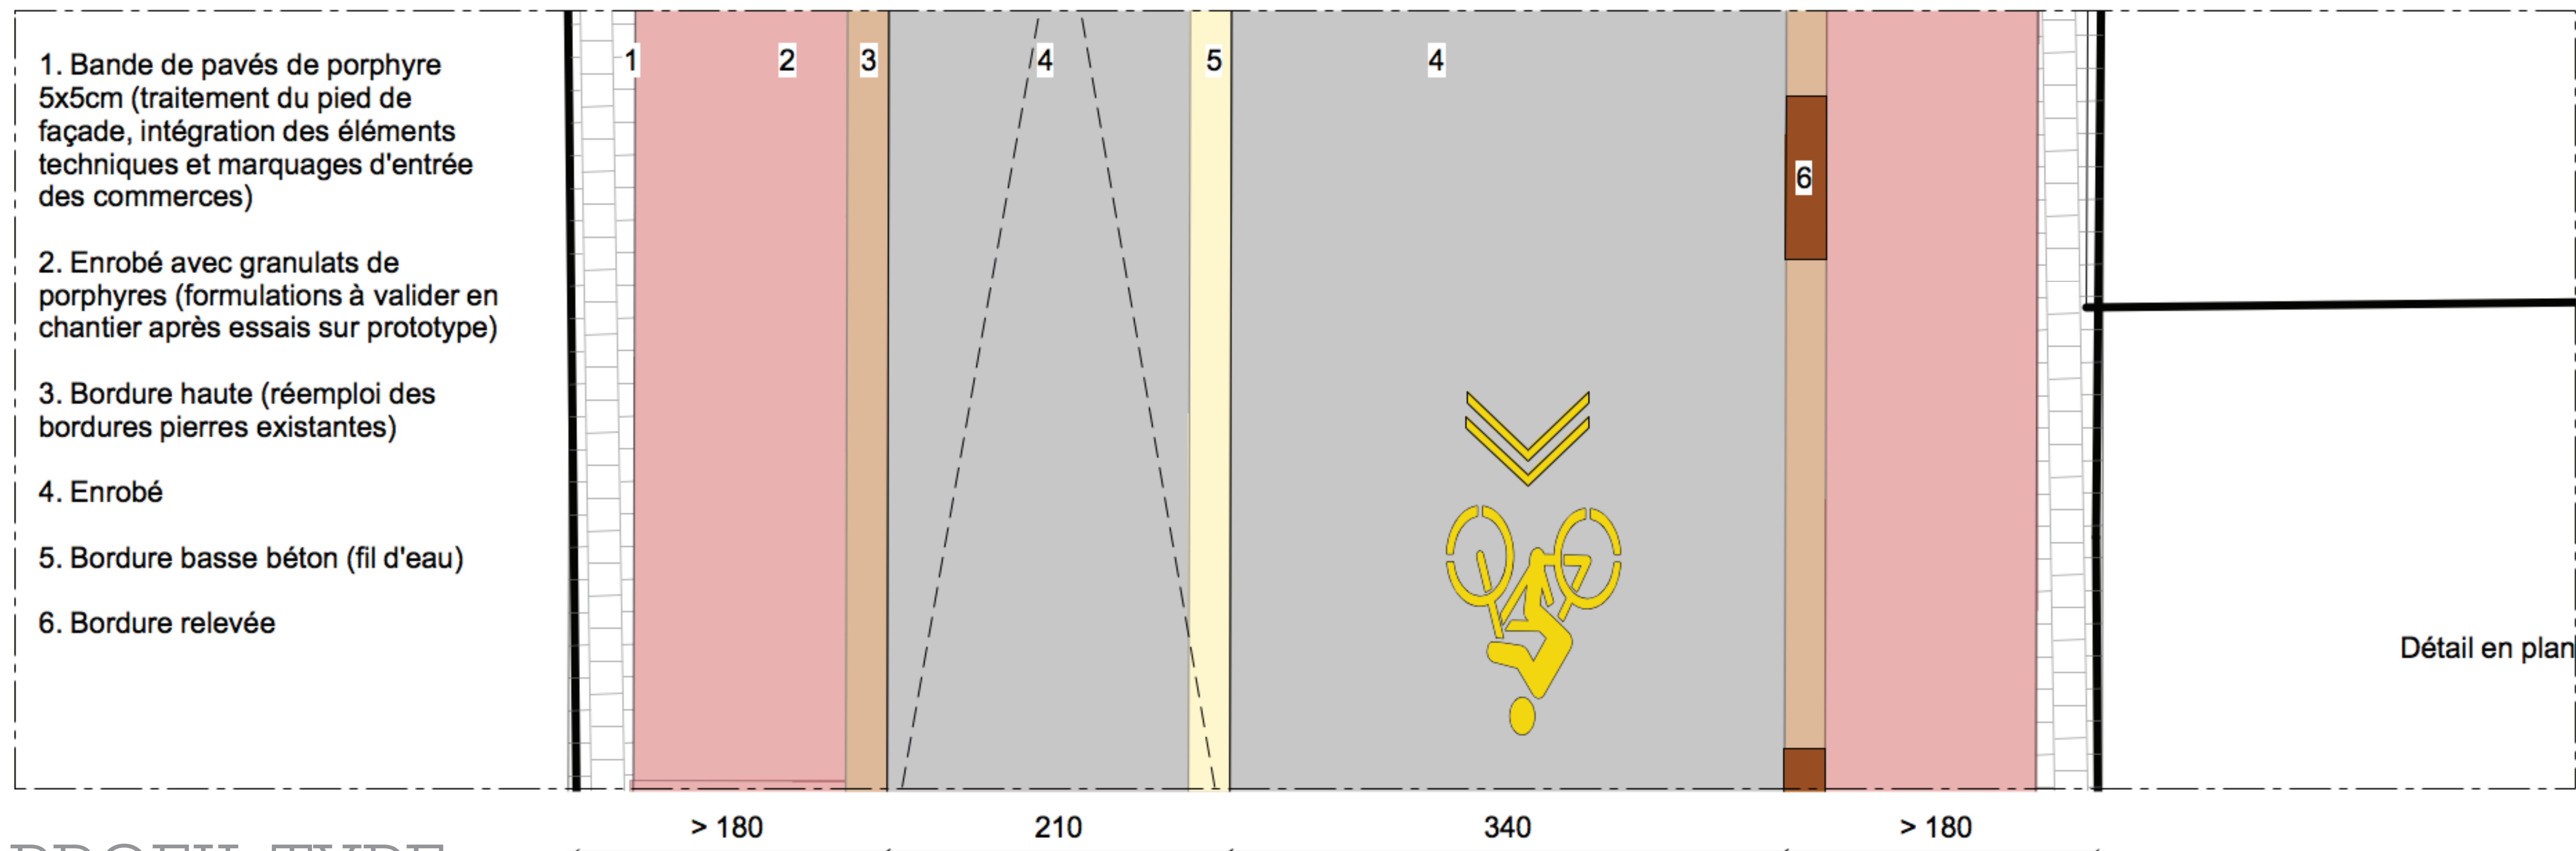 1. Bande de pavés de porphyre
5x5cm (traitement du pied de
façade, intégration des éléments
techniques et marquages d'entrée
des commerces)
2. Enrobé avec granulats de
porphyres (formulations à valider en
chantier après essais sur prototype)
3. Bordure haute (réemploi des
bordures pierres existantes)
4. Enrobé
5. Bordure basse béton (fil d'eau)
6. Bordure relevée
1 2 3 4 5 4
6
Détail en plan
> 180 210 340 > 180
PROFIL TYPE